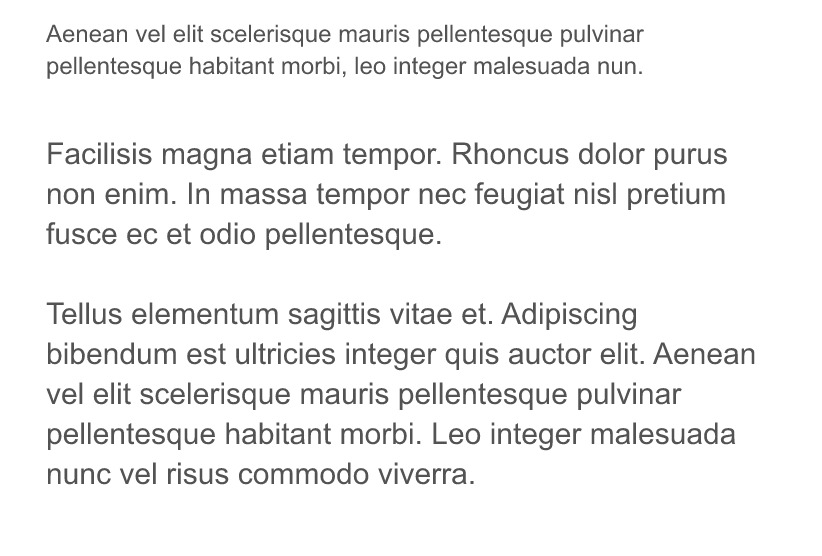 Aenean vel elit scelerisque mauris pellentesque pulvinar
pellentesque habitant morbi, leo integer malesuada nun.
Facilisis magna etiam tempor. Rhoncus dolor purus
non enim. In massa tempor nec feugiat nisl pretium
fusce ec et odio pellentesque.
Tellus elementum sagittis vitae et. Adipiscing
bibendum est ultricies integer quis auctor elit. Aenean
vel elit scelerisque mauris pellentesque pulvinar
pellentesque habitant morbi. Leo integer malesuada
nunc vel risus commodo viverra.